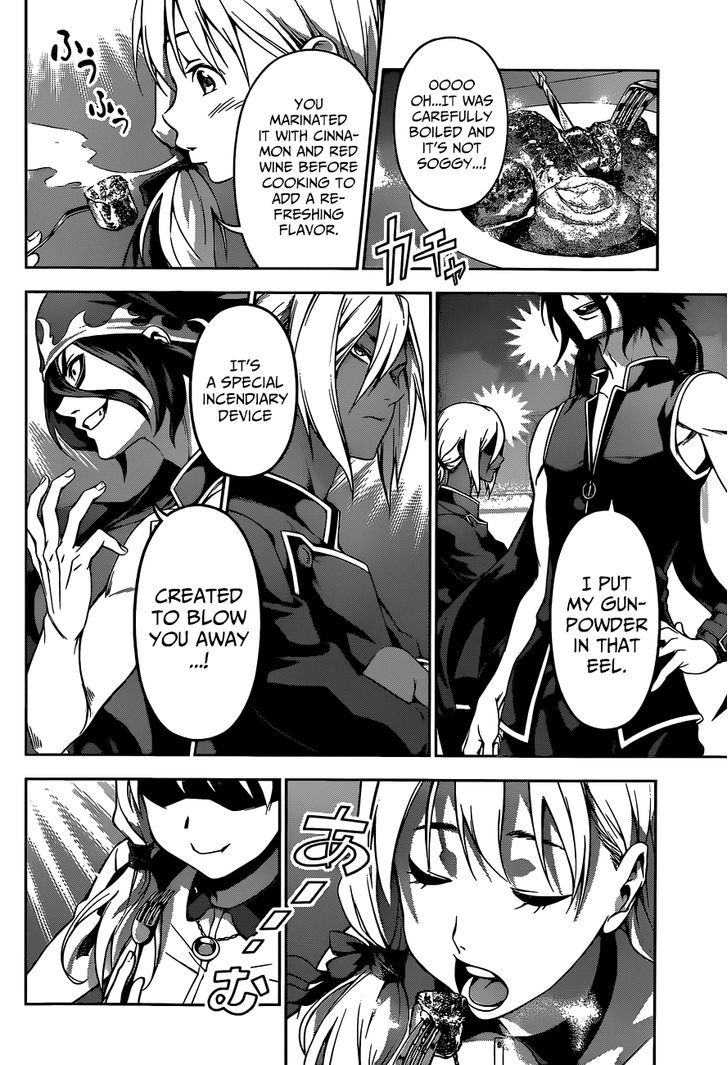 OOOO
OH...IT WAS
CAREFULLY
BOILED AND
IT'S NOT
SOGGY...!
カチャ
YOU
MARINATED
IT WITH CINNA-
MON AND RED
WINE BEFORE
COOKING TO
ADD A RE-
FRESHING
FLAVOR.
ふぅ
ふぅ
I PUT
MY GUN-
POWDER
IN THAT
EEL.
IT'S
A SPECIAL
INCENDIARY
DEVICE
CREATED
TO BLOW
YOU AWAY
...!
あ...む